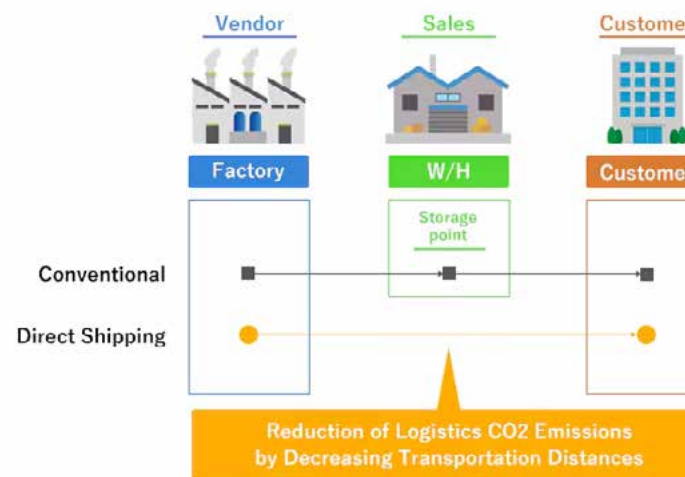 Vendor
Sales
Custome
Factory
W/H
Custome
Storage
point
Conventional
Direct Shipping
Reduction of Logistics CO2 Emissions
by Decreasing Transportation Distances